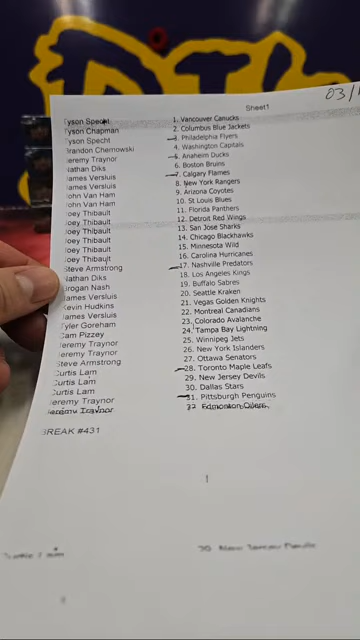 Sheet1
03/
Tyson Specht 1. Vancouver Canucks
Tyson Chapman 2. Columbus Blue Jackets
Tyson Specht 3. Philadelphia Flyers
Brandon Chernowski 4. Washington Capitals
Jeremy Traynor 5. Anaheim Ducks
Nathan Diks 6. Boston Bruins
James Versluis 7. Calgary Flames
James Versluis 8. New York Rangers
John Van Ham 9. Arizona Coyotes
John Van Ham 10. St Louis Blues
Joey Thibault 11. Florida Panthers
Joey Thibault 12. Detroit Red Wings
Joey Thibault 13. San Jose Sharks
Joey Thibault 14. Chicago Blackhawks
Joey Thibault 15. Minnesota Wild
Joey Thibault 16. Carolina Hurricanes
Steve Armstrong 17. Nashville Predators
Nathan Diks 18. Los Angeles Kings
Brogan Nash 19. Buffalo Sabres
James Versluis 20. Seattle Kraken
Kevin Hudkins 21. Vegas Golden Knights
James Versluis 22. Montreal Canadiens
Tyler Goreham 23. Colorado Avalanche
Cam Pizzey 24. Tampa Bay Lightning
Jeremy Traynor 25. Winnipeg Jets
Jeremy Traynor 26. New York Islanders
Steve Armstrong 27. Ottawa Senators
Curtis Lam 28. Toronto Maple Leafs
Curtis Lam 29. New Jersey Devils
Curtis Lam 30. Dallas Stars
Jeremy Traynor 31. Pittsburgh Penguins
Jeremy Traynor 32 Edmonton Oilers
BREAK #431